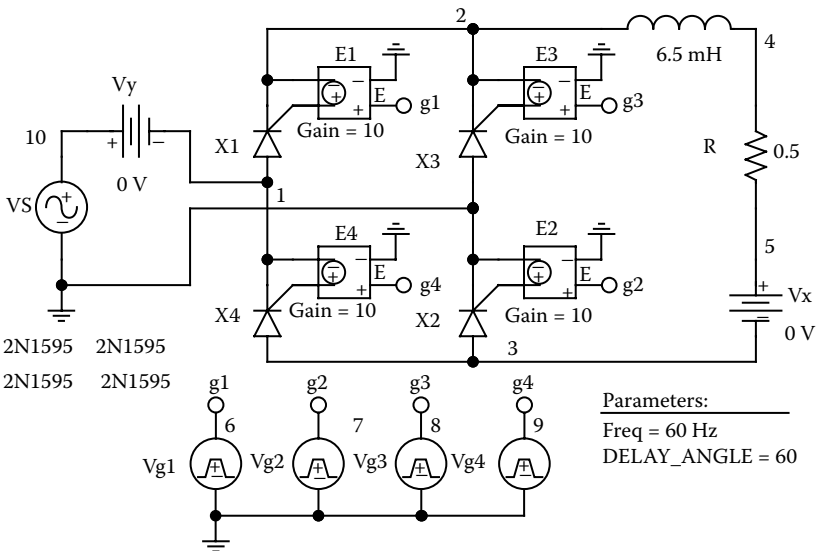 2
4
6.5 mH
E1
E3
Vy
−
−
E
g1
E
g3
+
+
10
+
−
Gain = 10
Gain = 10
R
0.5
X1
X3
0 V
1
VS
+
−
E4
E2
5
−
−
E
g4
E
g2
+
+
+
Vx
−
X4
Gain = 10
X2
Gain = 10
0 V
2N1595 2N1595
3
2N1595 2N1595
g1
g2
g3
g4
Parameters:
6
7
8
9
Freq = 60 Hz
DELAY_ANGLE = 60
Vg1
Vg2
Vg3
Vg4